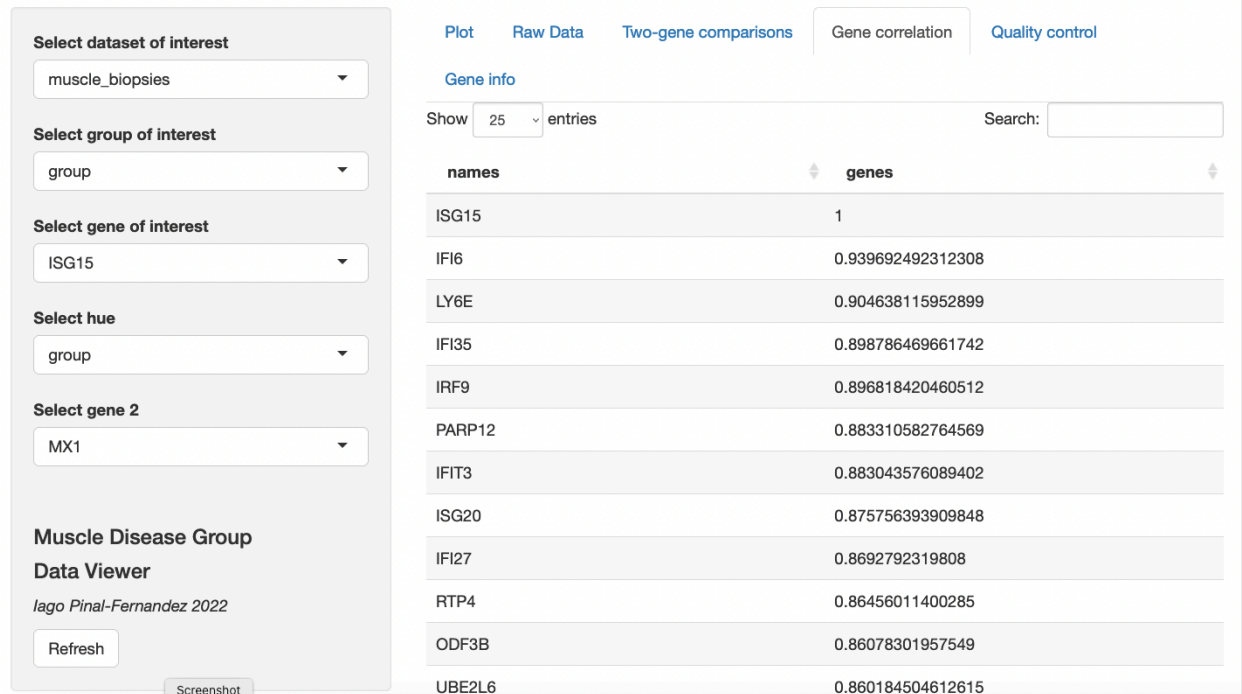 Select dataset of interest
muscle_biopsies
Select group of interest
group
Select gene of interest
ISG15
Select hue
group
Select gene 2
MX1
Muscle Disease Group
Data Viewer
Iago Pinal-Fernandez 2022
Refresh
Screenshot
Plot Raw Data Two-gene comparisons Gene correlation Quality control
Gene info
Show 25 entries Search:
names genes
ISG15 1
IFI6 0.939692492312308
LY6E 0.904638115952899
IFI35 0.898786469661742
IRF9 0.896818420460512
PARP12 0.883310582764569
IFIT3 0.883043576089402
ISG20 0.875756393909848
IFI27 0.8692792319808
RTP4 0.86456011400285
ODF3B 0.86078301957549
UBE2L6 0.860184504612615